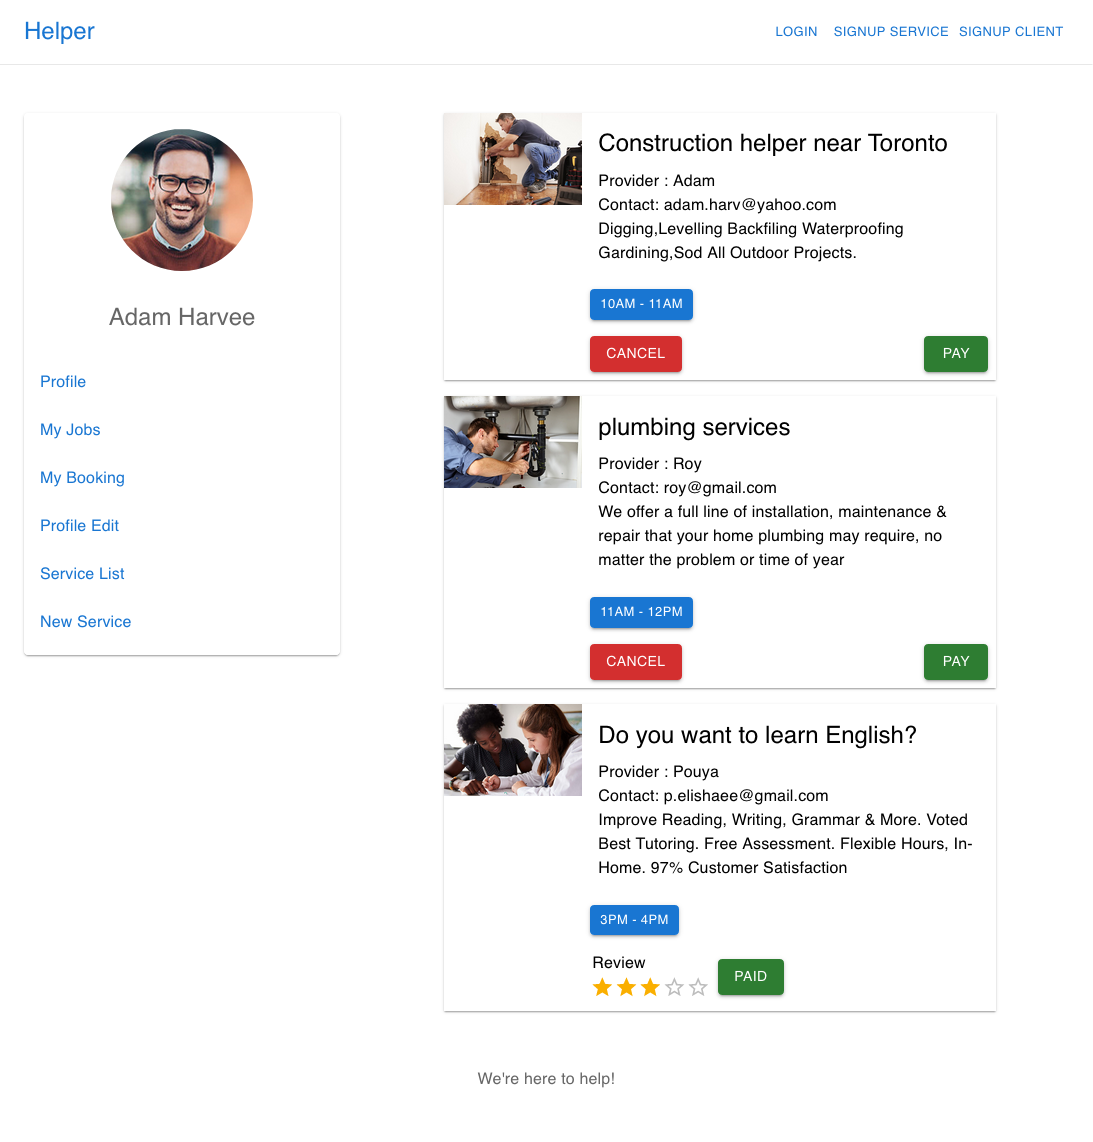 Helper
LOGIN SIGNUP SERVICE SIGNUP CLIENT
Adam Harvee
Profile
My Jobs
My Booking
Profile Edit
Service List
New Service
Construction helper near Toronto
Provider : Adam
Contact: adam.harv@yahoo.com
Digging,Levelling Backfiling Waterproofing
Gardining,Sod All Outdoor Projects.
10AM - 11AM
CANCEL PAY
plumbing services
Provider : Roy
Contact: roy@gmail.com
We offer a full line of installation, maintenance &
repair that your home plumbing may require, no
matter the problem or time of year
11AM - 12PM
CANCEL PAY
Do you want to learn English?
Provider : Pouya
Contact: p.elishaee@gmail.com
Improve Reading, Writing, Grammar & More. Voted
Best Tutoring. Free Assessment. Flexible Hours, In-
Home. 97% Customer Satisfaction
3PM - 4PM
Review
PAID
We're here to help!